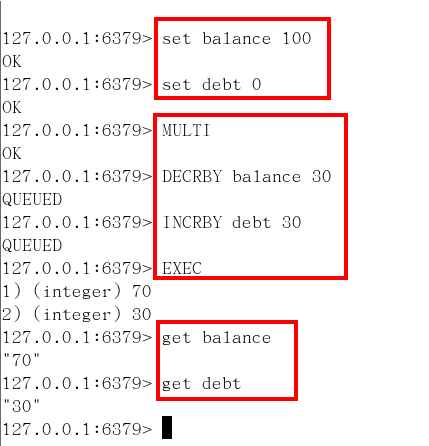 127.0.0.1:6379> set balance 100
OK
127.0.0.1:6379> set debt 0
OK
127.0.0.1:6379> MULTI
OK
127.0.0.1:6379> DECRBY balance 30
QUEUED
127.0.0.1:6379> INCRBY debt 30
QUEUED
127.0.0.1:6379> EXEC
1) (integer) 70
2) (integer) 30
127.0.0.1:6379> get balance
"70"
127.0.0.1:6379> get debt
"30"
127.0.0.1:6379>